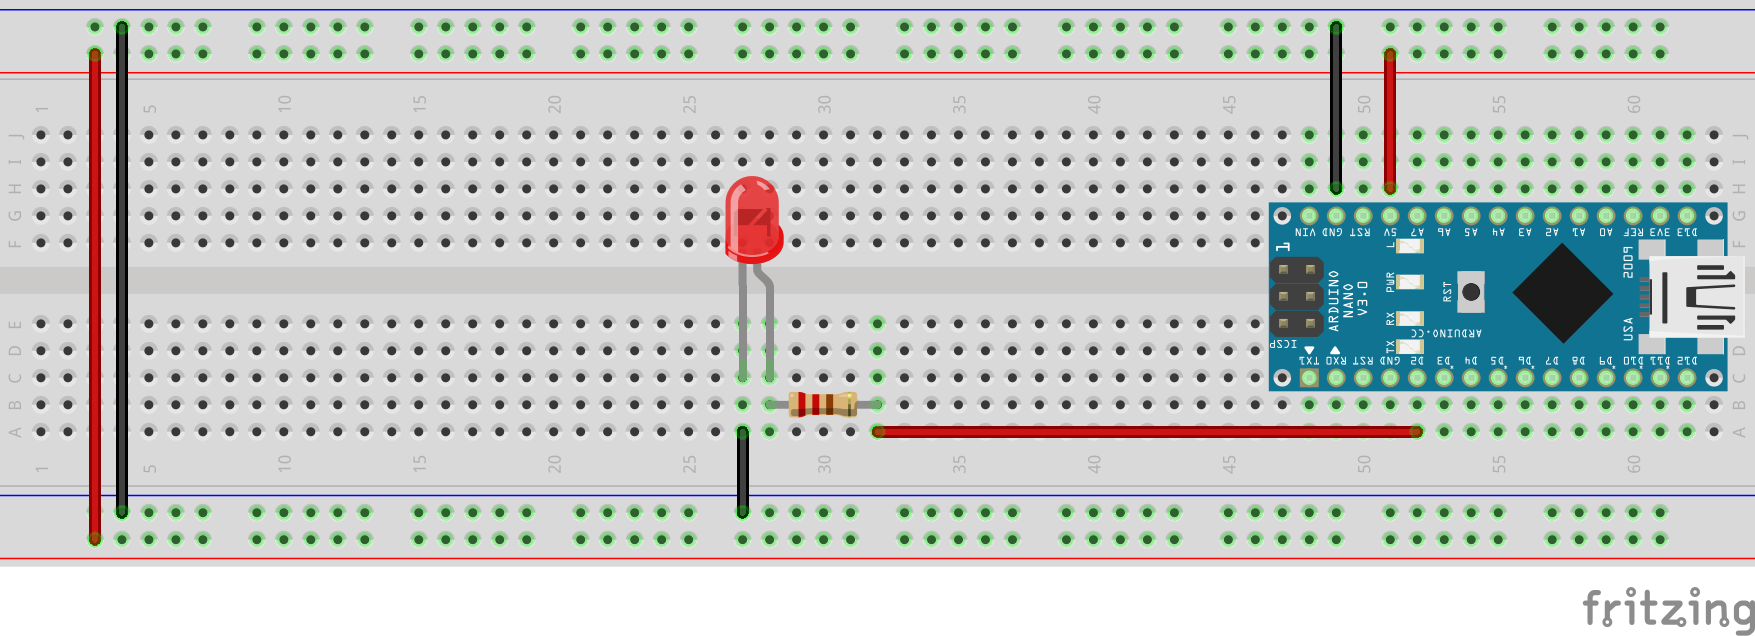 1 5 10 15 20 25 30 35 40 45 50 55 60
J J
I I
H H
G G
F F
VIN GND RST 5V A7 A6 A5 A4 A3 A2 A1 A0 REF 3V3 D13
1
L
PWR
RX
TX
RST
ARDUINO
NANO
V3.0
ARDUINO.CC
2009
USA
ICSP
TX1 RX0 RST GND D2 D3 D4 D5 D6 D7 D8 D9 D10 D11 D12
E
D D
C C
B B
A A
1 5 10 15 20 25 30 35 40 45 50 55 60
fritzing